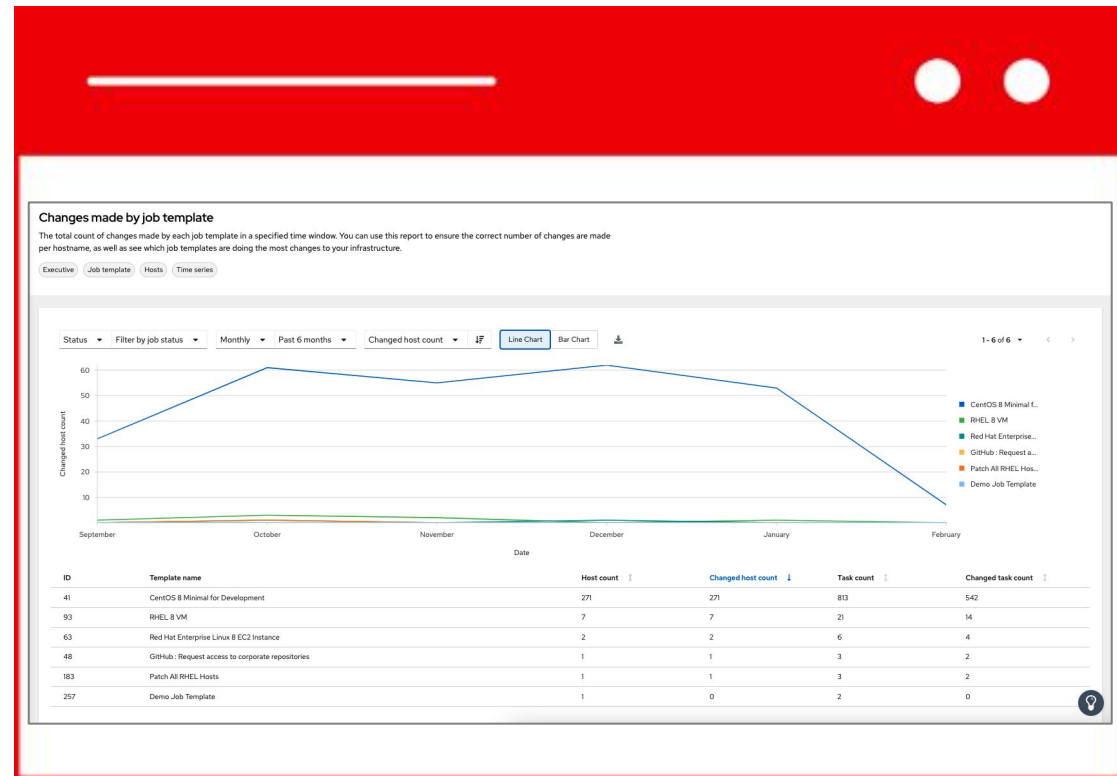 Changes made by job template
The total count of changes made by each job template in a specified time window. You can use this report to ensure the correct number of changes are made
per hostname, as well as see which job templates are doing the most changes to your infrastructure.
Executive Job template Hosts Time series
Status Filter by job status Monthly Past 6 months Changed host count Line Chart Bar Chart 1 - 6 of 6
60
50
40
30
20
10
Changed host count
CentOS 8 Minimal f...
RHEL 8 VM
Red Hat Enterprise...
GitHub : Request a...
Patch All RHEL Hos...
Demo Job Template
September October November December January February
Date
ID Template name Host count Changed host count Task count Changed task count
41 CentOS 8 Minimal for Development 271 271 813 542
93 RHEL 8 VM 7 7 21 14
63 Red Hat Enterprise Linux 8 EC2 Instance 2 2 6 4
48 GitHub : Request access to corporate repositories 1 1 3 2
183 Patch All RHEL Hosts 1 1 3 2
257 Demo Job Template 1 0 2 0